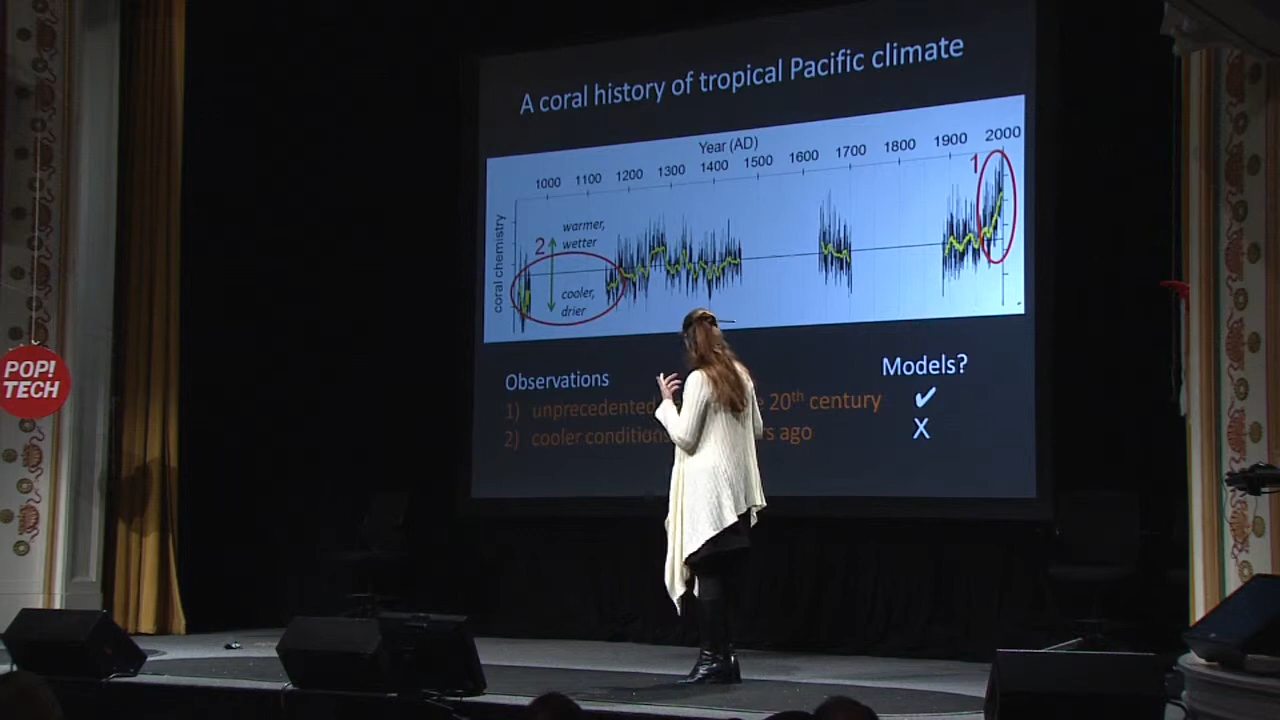 A coral history of tropical Pacific climate
Year (AD)
1000 1100 1200 1300 1400 1500 1600 1700 1800 1900 2000
1
coral chemistry
2
warmer,
wetter
cooler,
drier
Observations
Models?
1) unprecedented 20th century ✔
2) cooler conditions ago X
POP!
TECH